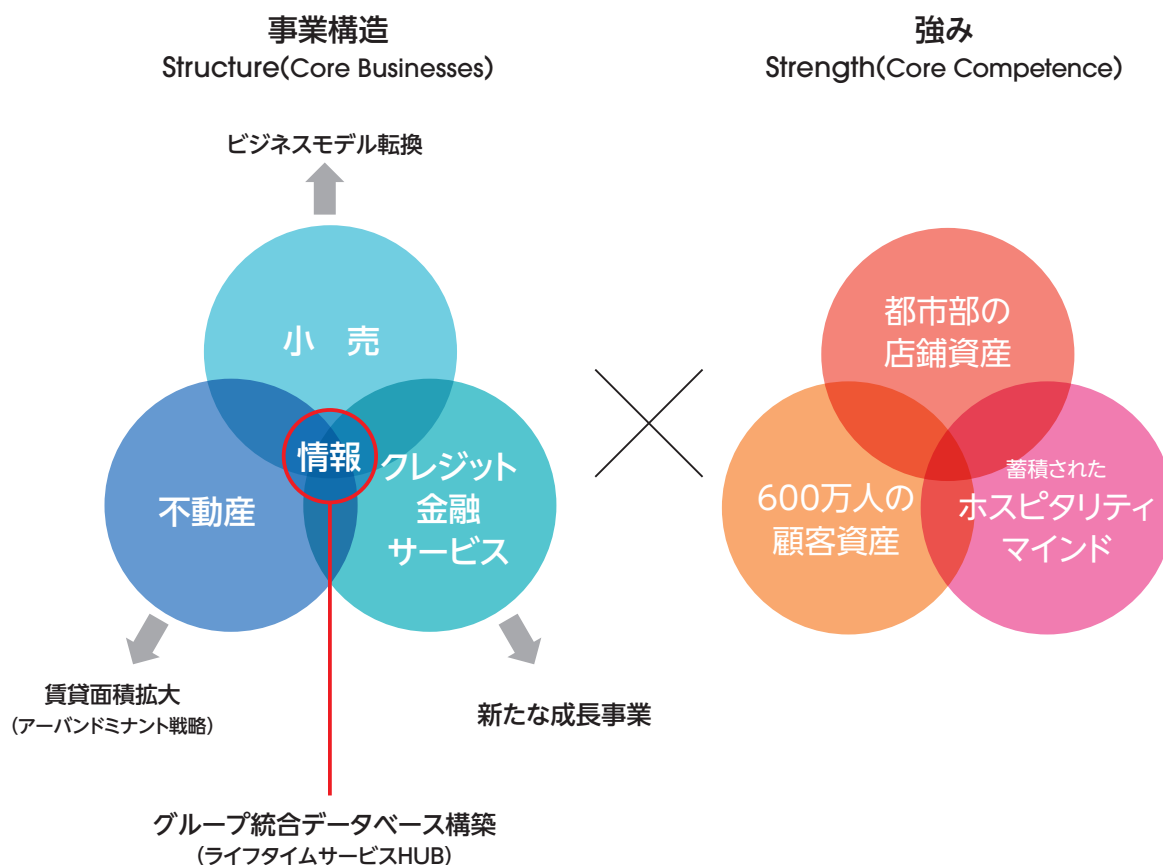 事業構造
Structure(Core Businesses)
ビジネスモデル転換
小 売
情報
不動産
クレジット
金融
サービス
賃貸面積拡大
(アーバンドミナント戦略)
新たな成長事業
グループ統合データベース構築
(ライフタイムサービスHUB)
強み
Strength(Core Competence)
都市部の
店舗資産
600万人の
顧客資産
蓄積された
ホスピタリティ
マインド